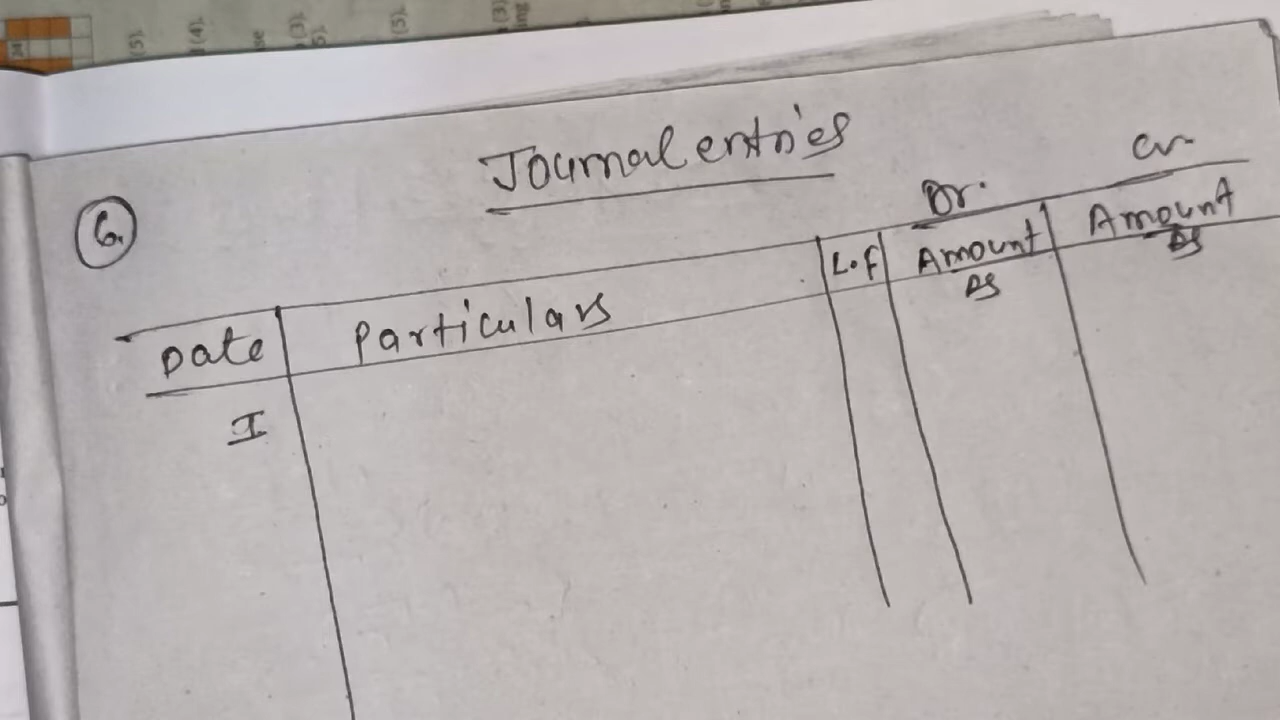 Journal entries
6.
Dr. Cr
Date Particulars L.f Amount Amount
Rs Rs
I